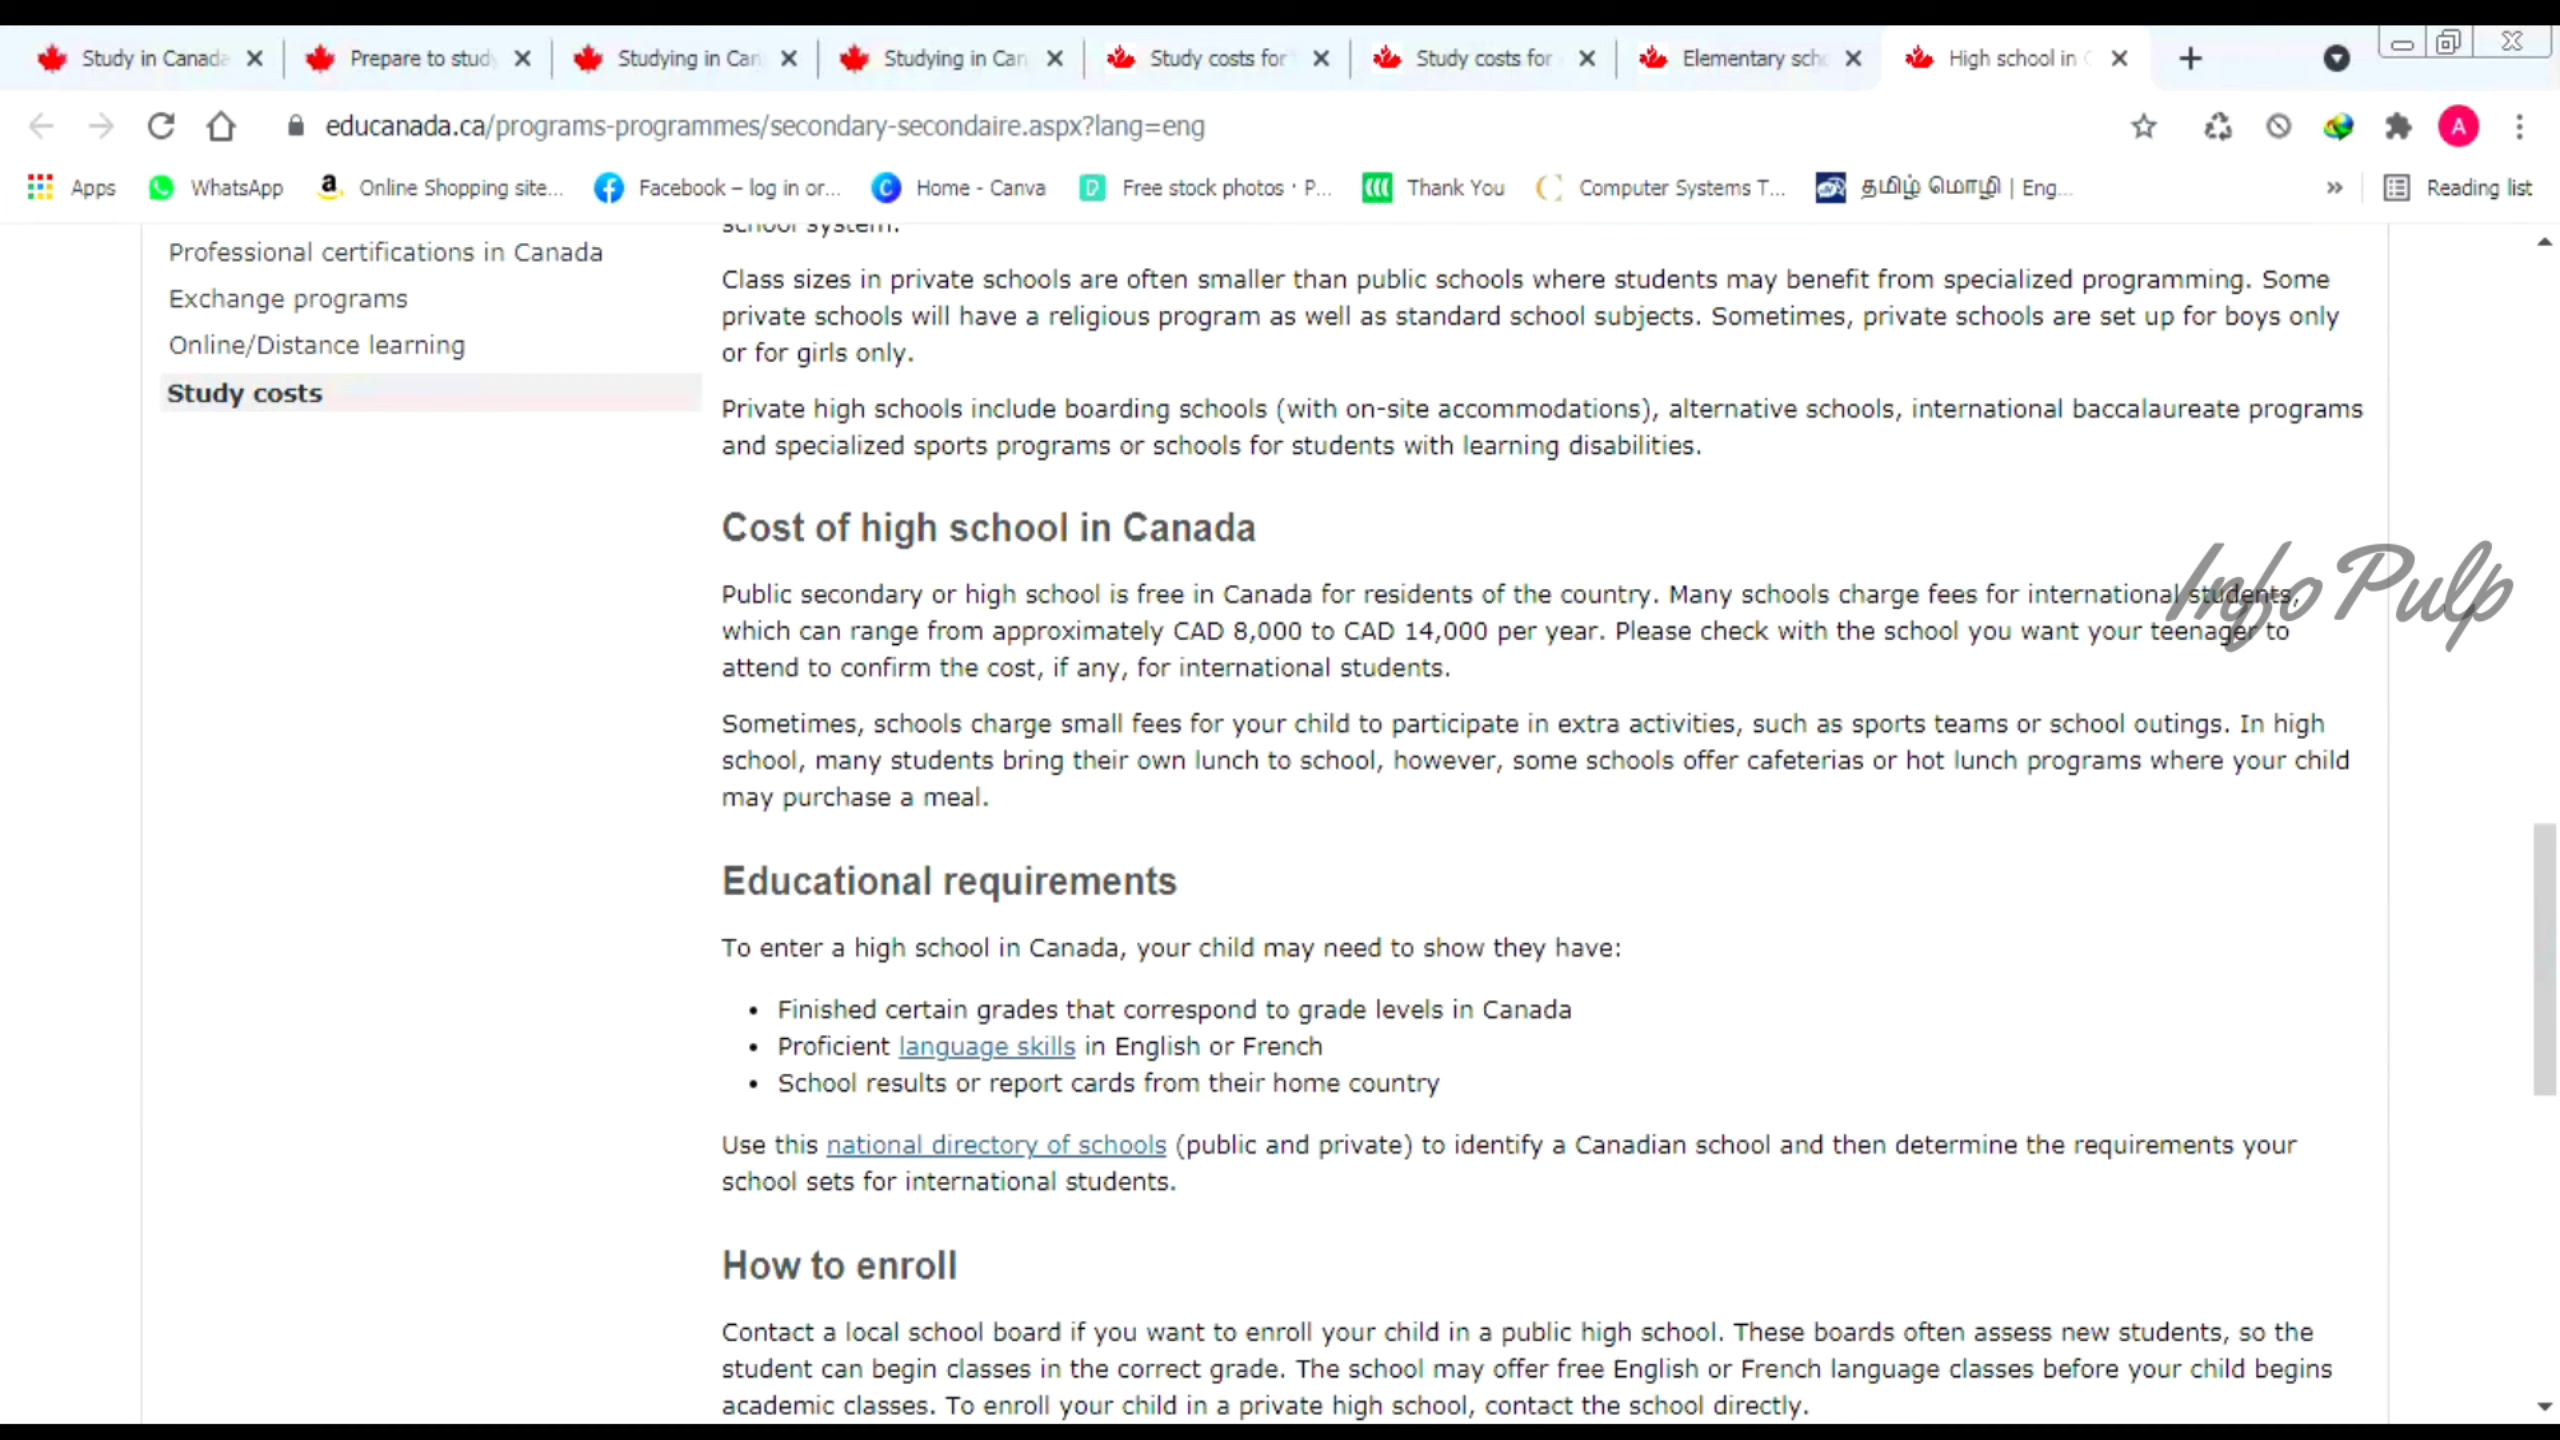 Study in Canada
Prepare to stud
Studying in Can
Studying in Can
Study costs for
Study costs for
Elementary scho
High school in C
educanada.ca/programs-programmes/secondary-secondaire.aspx?lang=eng
A
Apps
WhatsApp
Online Shopping site...
Facebook – log in or...
Home - Canva
Free stock photos · P...
Thank You
Computer Systems T...
தமிழ் மொழி | Eng...
»
Reading list
school system.
Professional certifications in Canada
Exchange programs
Online/Distance learning
Study costs
Class sizes in private schools are often smaller than public schools where students may benefit from specialized programming. Some
private schools will have a religious program as well as standard school subjects. Sometimes, private schools are set up for boys only
or for girls only.
Private high schools include boarding schools (with on-site accommodations), alternative schools, international baccalaureate programs
and specialized sports programs or schools for students with learning disabilities.
Cost of high school in Canada
Public secondary or high school is free in Canada for residents of the country. Many schools charge fees for international students,
which can range from approximately CAD 8,000 to CAD 14,000 per year. Please check with the school you want your teenager to
attend to confirm the cost, if any, for international students.
Info Pulp
Sometimes, schools charge small fees for your child to participate in extra activities, such as sports teams or school outings. In high
school, many students bring their own lunch to school, however, some schools offer cafeterias or hot lunch programs where your child
may purchase a meal.
Educational requirements
To enter a high school in Canada, your child may need to show they have:
• Finished certain grades that correspond to grade levels in Canada
• Proficient language skills in English or French
• School results or report cards from their home country
Use this national directory of schools (public and private) to identify a Canadian school and then determine the requirements your
school sets for international students.
How to enroll
Contact a local school board if you want to enroll your child in a public high school. These boards often assess new students, so the
student can begin classes in the correct grade. The school may offer free English or French language classes before your child begins
academic classes. To enroll your child in a private high school, contact the school directly.